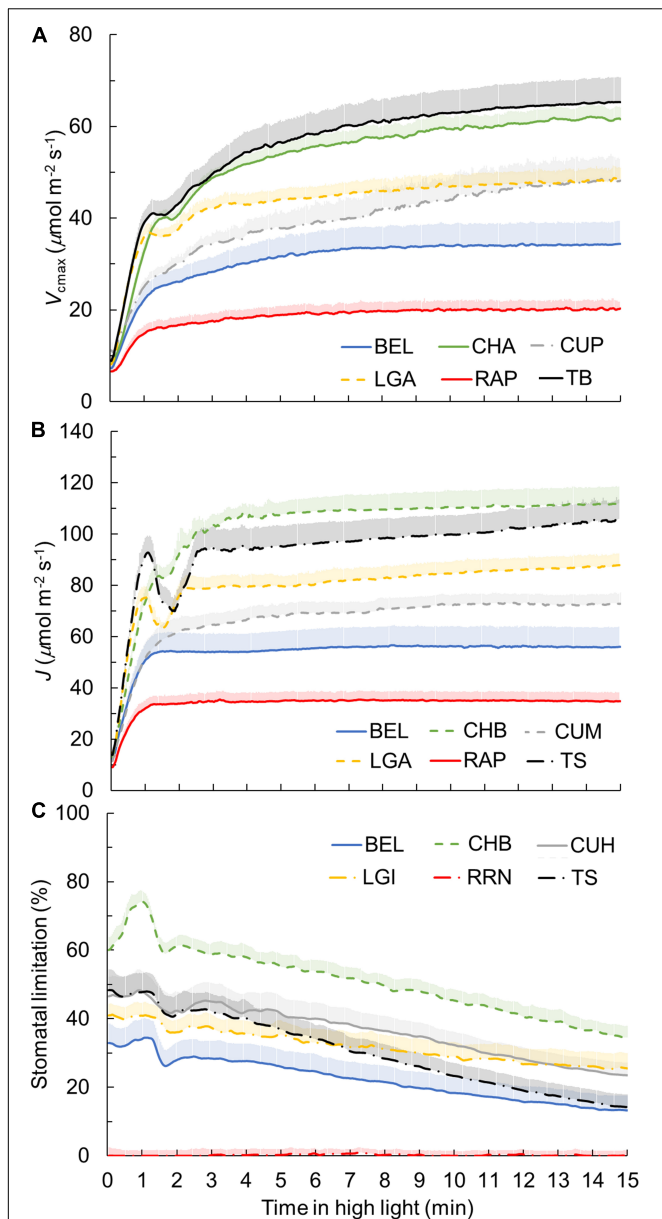 A
80
60
40
20
0
Vcmax (μmol m-2 s-1)
BEL CHA CUP
LGA RAP TB
B
140
120
100
80
60
40
20
0
J (μmol m-2 s-1)
BEL CHB CUM
LGA RAP TS
C
100
80
60
40
20
0
Stomatal limitation (%)
BEL CHB CUH
LGI RRN TS
0 1 2 3 4 5 6 7 8 9 10 11 12 13 14 15
Time in high light (min)